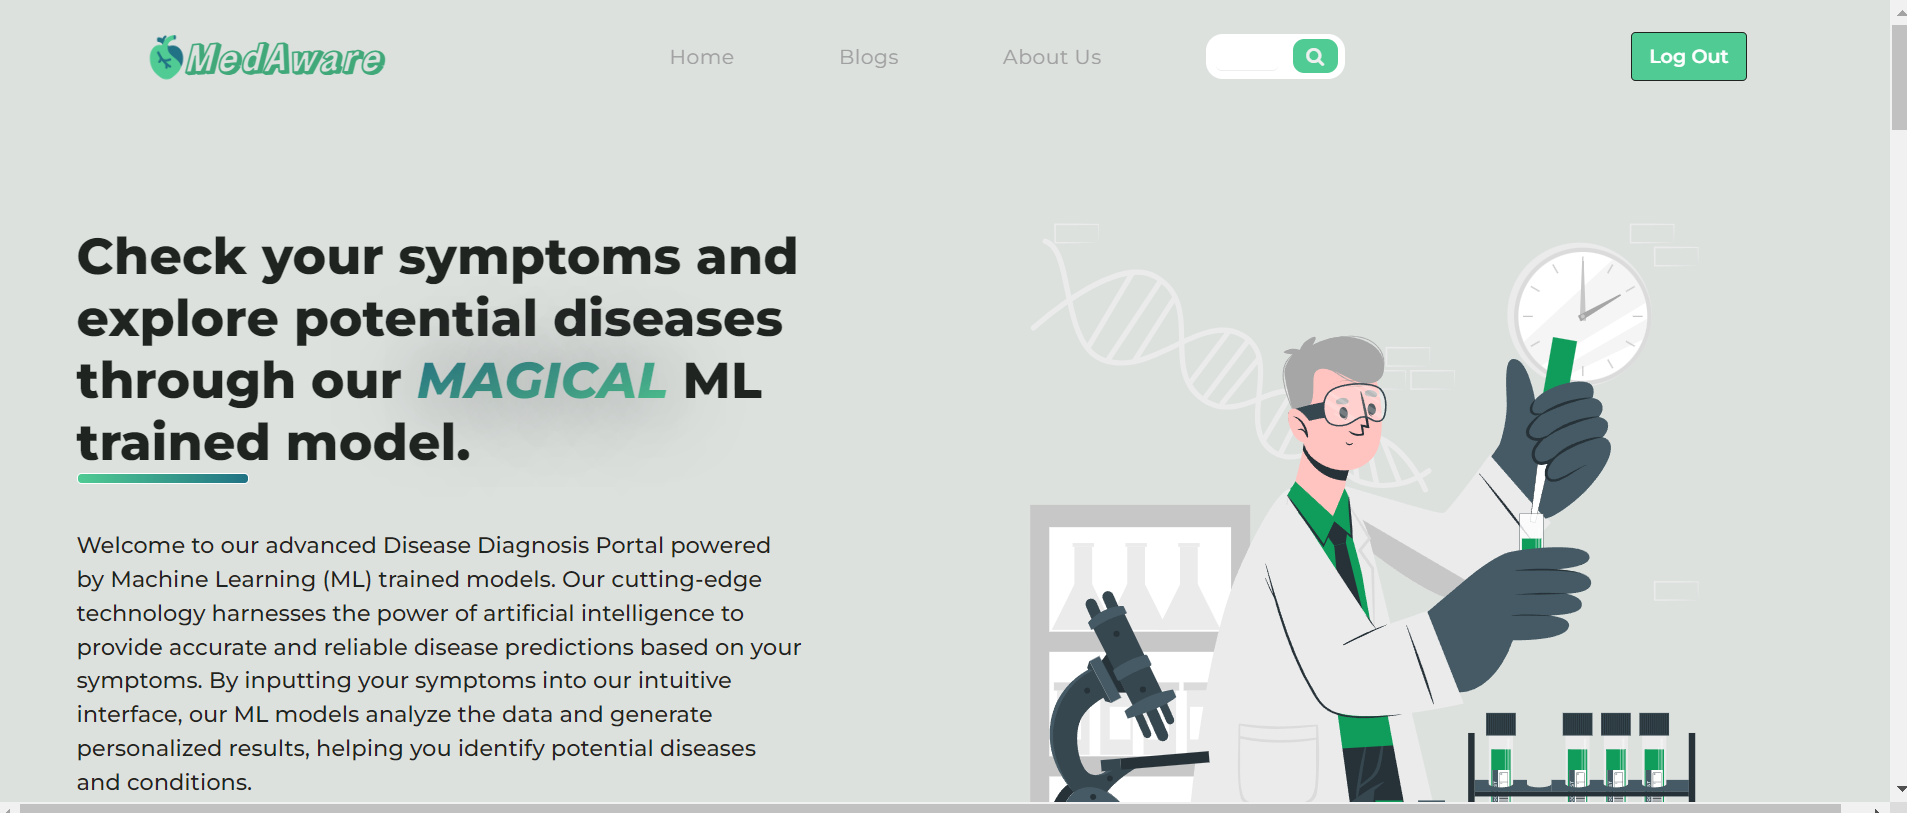 MedAware
Home
Blogs
About Us
Log Out
Check your symptoms and
explore potential diseases
through our MAGICAL ML
trained model.
Welcome to our advanced Disease Diagnosis Portal powered
by Machine Learning (ML) trained models. Our cutting-edge
technology harnesses the power of artificial intelligence to
provide accurate and reliable disease predictions based on your
symptoms. By inputting your symptoms into our intuitive
interface, our ML models analyze the data and generate
personalized results, helping you identify potential diseases
and conditions.